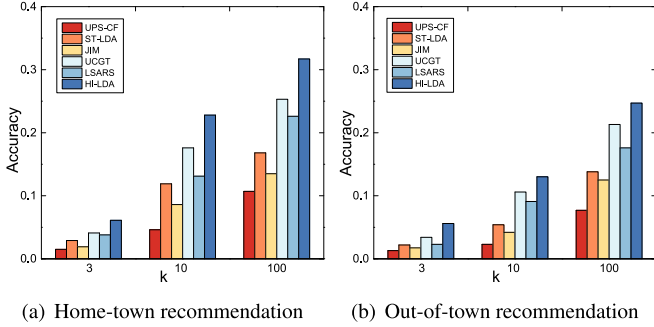 UPS-CF
ST-LDA
JIM
UCGT
LSARS
HI-LDA
Accuracy
0.4
0.3
0.2
0.1
0.0
3
10
100
k
(a) Home-town recommendation
UPS-CF
ST-LDA
JIM
UCGT
LSARS
HI-LDA
Accuracy
0.4
0.3
0.2
0.1
0.0
3
10
100
k
(b) Out-of-town recommendation